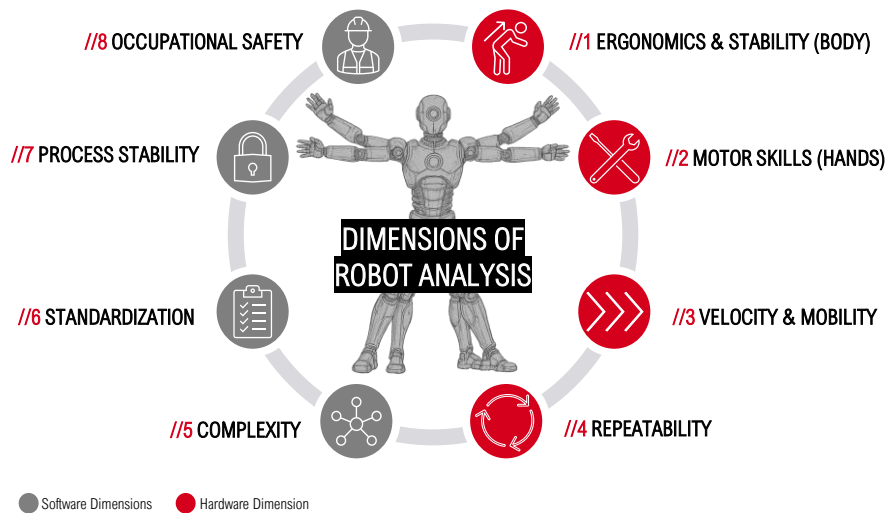 //8 OCCUPATIONAL SAFETY
//1 ERGONOMICS & STABILITY (BODY)
//7 PROCESS STABILITY
//2 MOTOR SKILLS (HANDS)
DIMENSIONS OF
ROBOT ANALYSIS
//6 STANDARDIZATION
//3 VELOCITY & MOBILITY
//5 COMPLEXITY
//4 REPEATABILITY
Software Dimensions
Hardware Dimension